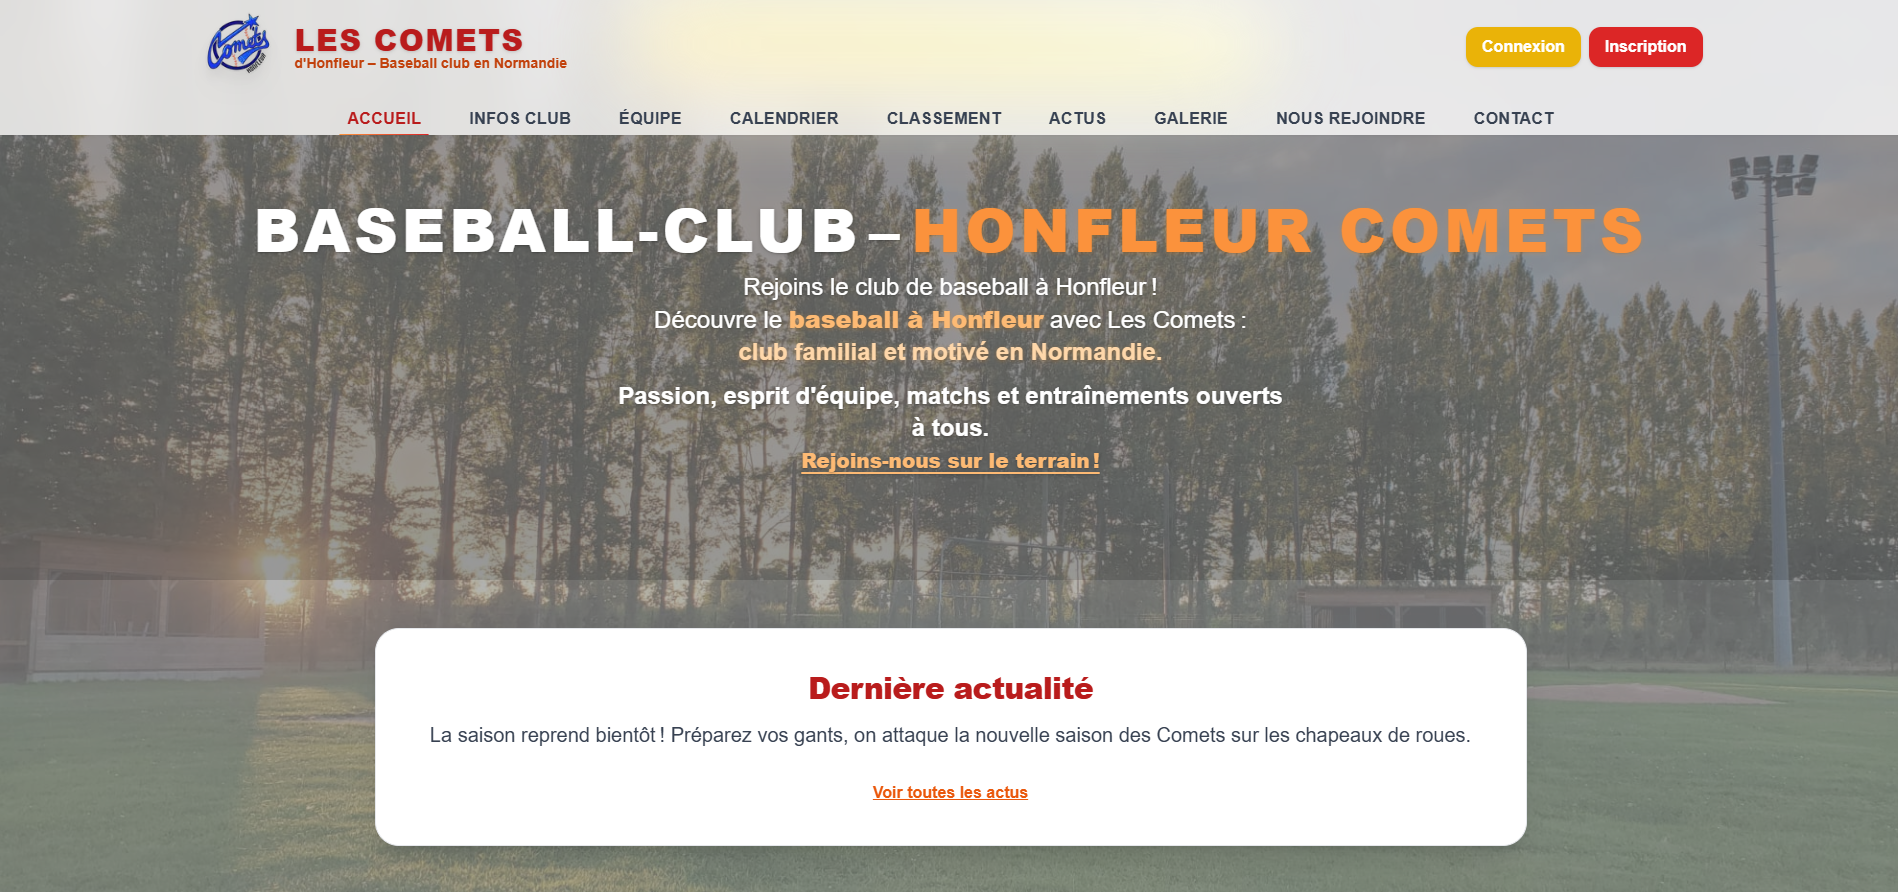 Comets
HONFLEUR
LES COMETS
d'Honfleur – Baseball club en Normandie
Connexion
Inscription
ACCUEIL INFOS CLUB ÉQUIPE CALENDRIER CLASSEMENT ACTUS GALERIE NOUS REJOINDRE CONTACT
BASEBALL-CLUB – HONFLEUR COMETS
Rejoins le club de baseball à Honfleur !
Découvre le baseball à Honfleur avec Les Comets :
club familial et motivé en Normandie.
Passion, esprit d'équipe, matchs et entraînements ouverts
à tous.
Rejoins-nous sur le terrain !
Dernière actualité
La saison reprend bientôt ! Préparez vos gants, on attaque la nouvelle saison des Comets sur les chapeaux de roues.
Voir toutes les actus